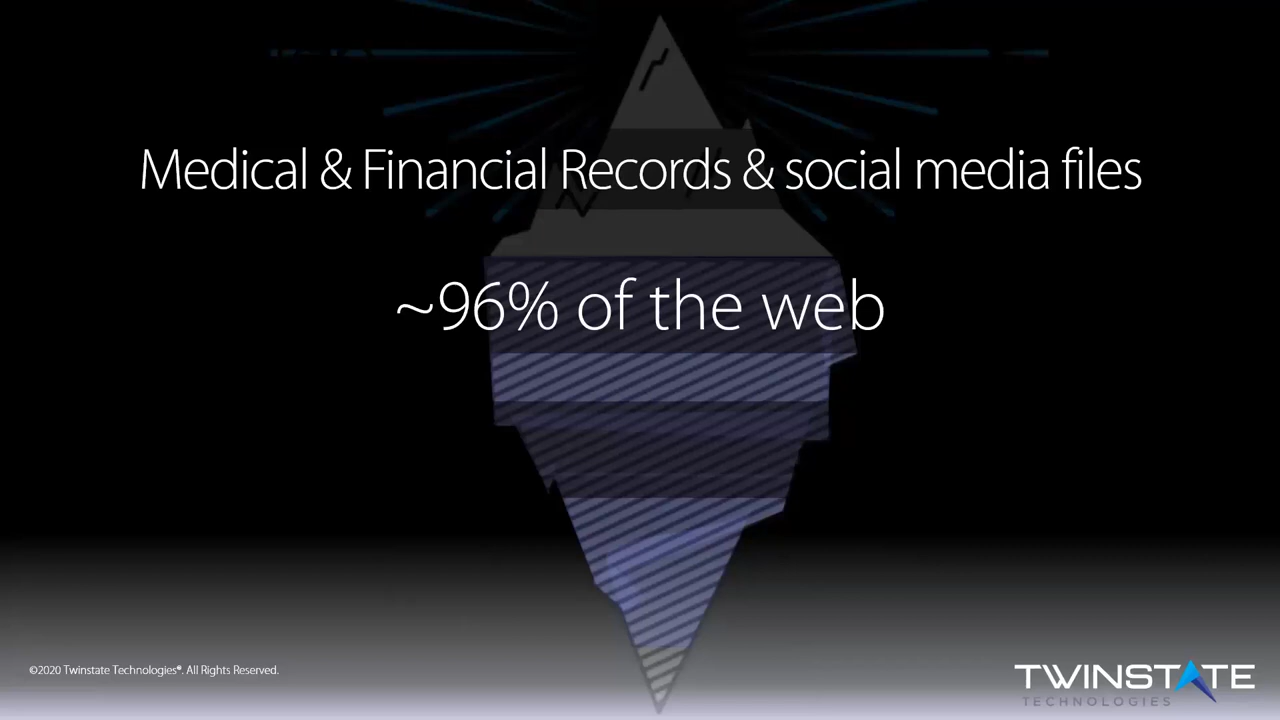 Medical & Financial Records & social media files
~96% of the web
©2020 Twinstate Technologies®. All Rights Reserved.
TWINSTATE
TECHNOLOGIES